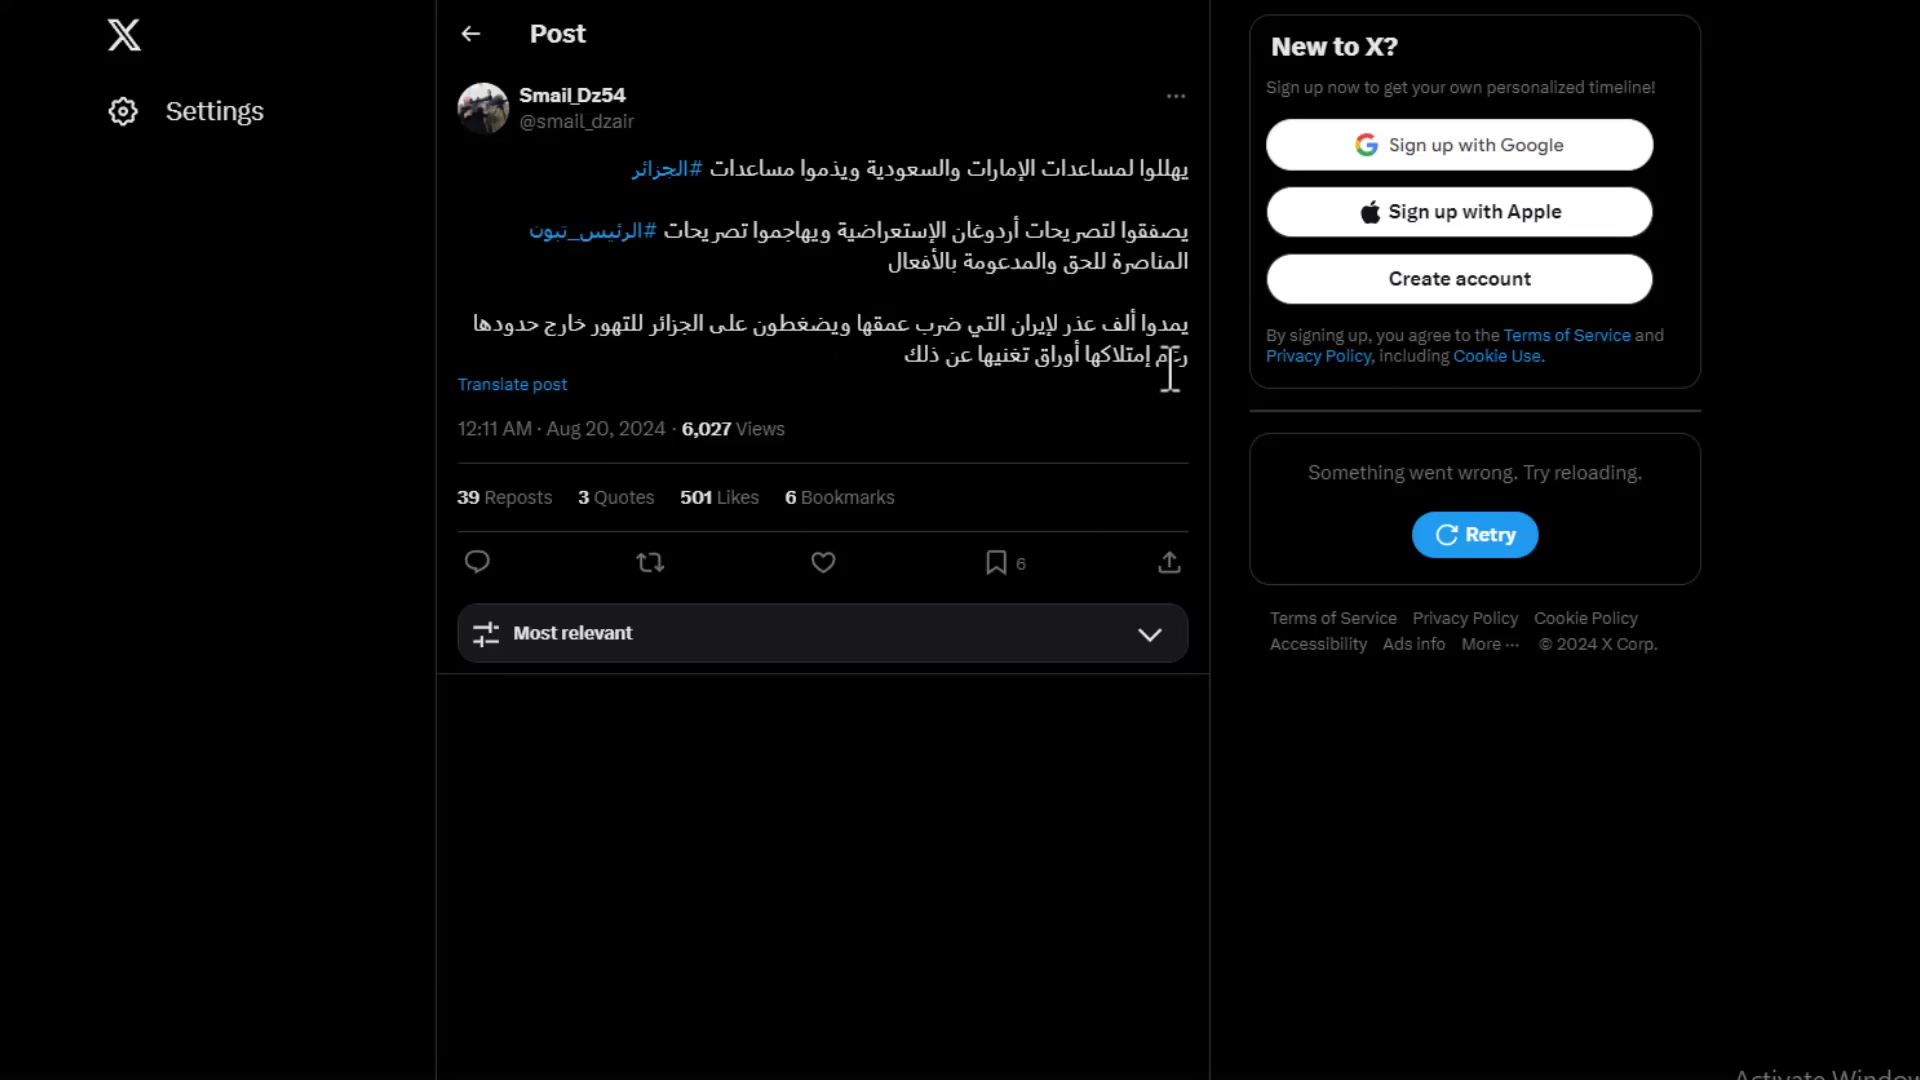 Post
Settings
Smail_Dz54
@smail_dzair
يهللوا لمساعدات الإمارات والسعودية ويذموا مساعدات #الجزائر
يصفقوا لتصريحات أردوغان الإستعراضية ويهاجموا تصريحات #الرئيس_تبون
المناصرة للحق والمدعومة بالأفعال
يمدوا ألف عذر لإيران التي ضرب عمقها ويضغطون على الجزائر للتهور خارج حدودها
رغم إمتلاكها أوراق تغنيها عن ذلك
Translate post
12:11 AM · Aug 20, 2024 · 6,027 Views
39 Reposts 3 Quotes 501 Likes 6 Bookmarks
6
Most relevant
New to X?
Sign up now to get your own personalized timeline!
Sign up with Google
Sign up with Apple
Create account
By signing up, you agree to the Terms of Service and
Privacy Policy, including Cookie Use.
Something went wrong. Try reloading.
Retry
Terms of Service Privacy Policy Cookie Policy
Accessibility Ads info More ··· © 2024 X Corp.
Activate Window